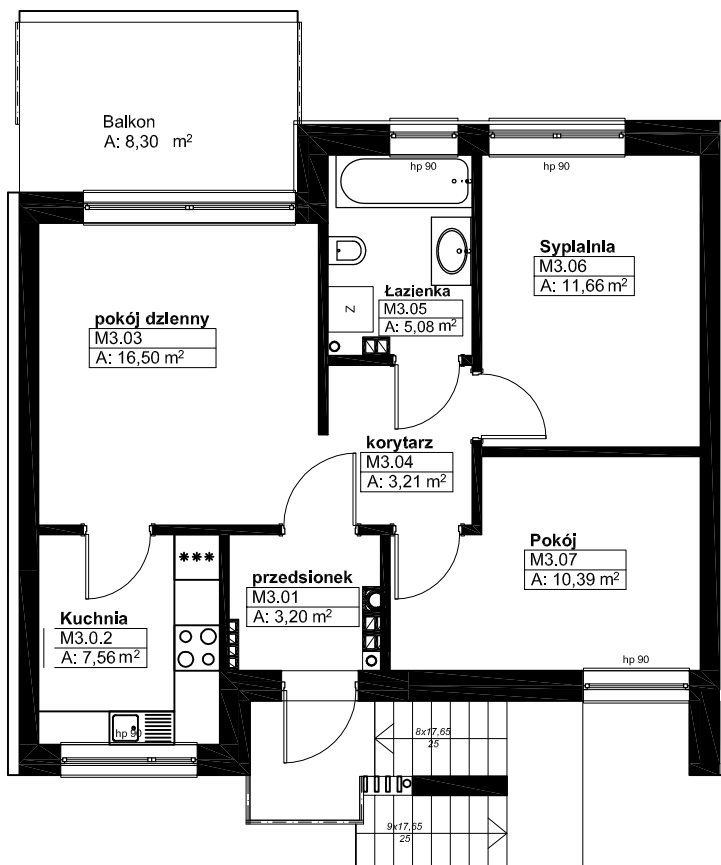 Balkon
A: 8,30 m²
hp 90
hp 90
Sypialnia
M3.06
A: 11,66 m²
Łazienka
M3.05
A: 5,08 m²
Z
pokój dzienny
M3.03
A: 16,50 m²
korytarz
M3.04
A: 3,21 m²
Pokój
M3.07
A: 10,39 m²
***
przedsionek
M3.01
A: 3,20 m²
Kuchnia
M3.0.2
A: 7,56 m²
hp 90
hp 90
8x17,65
25
9x17,65
25